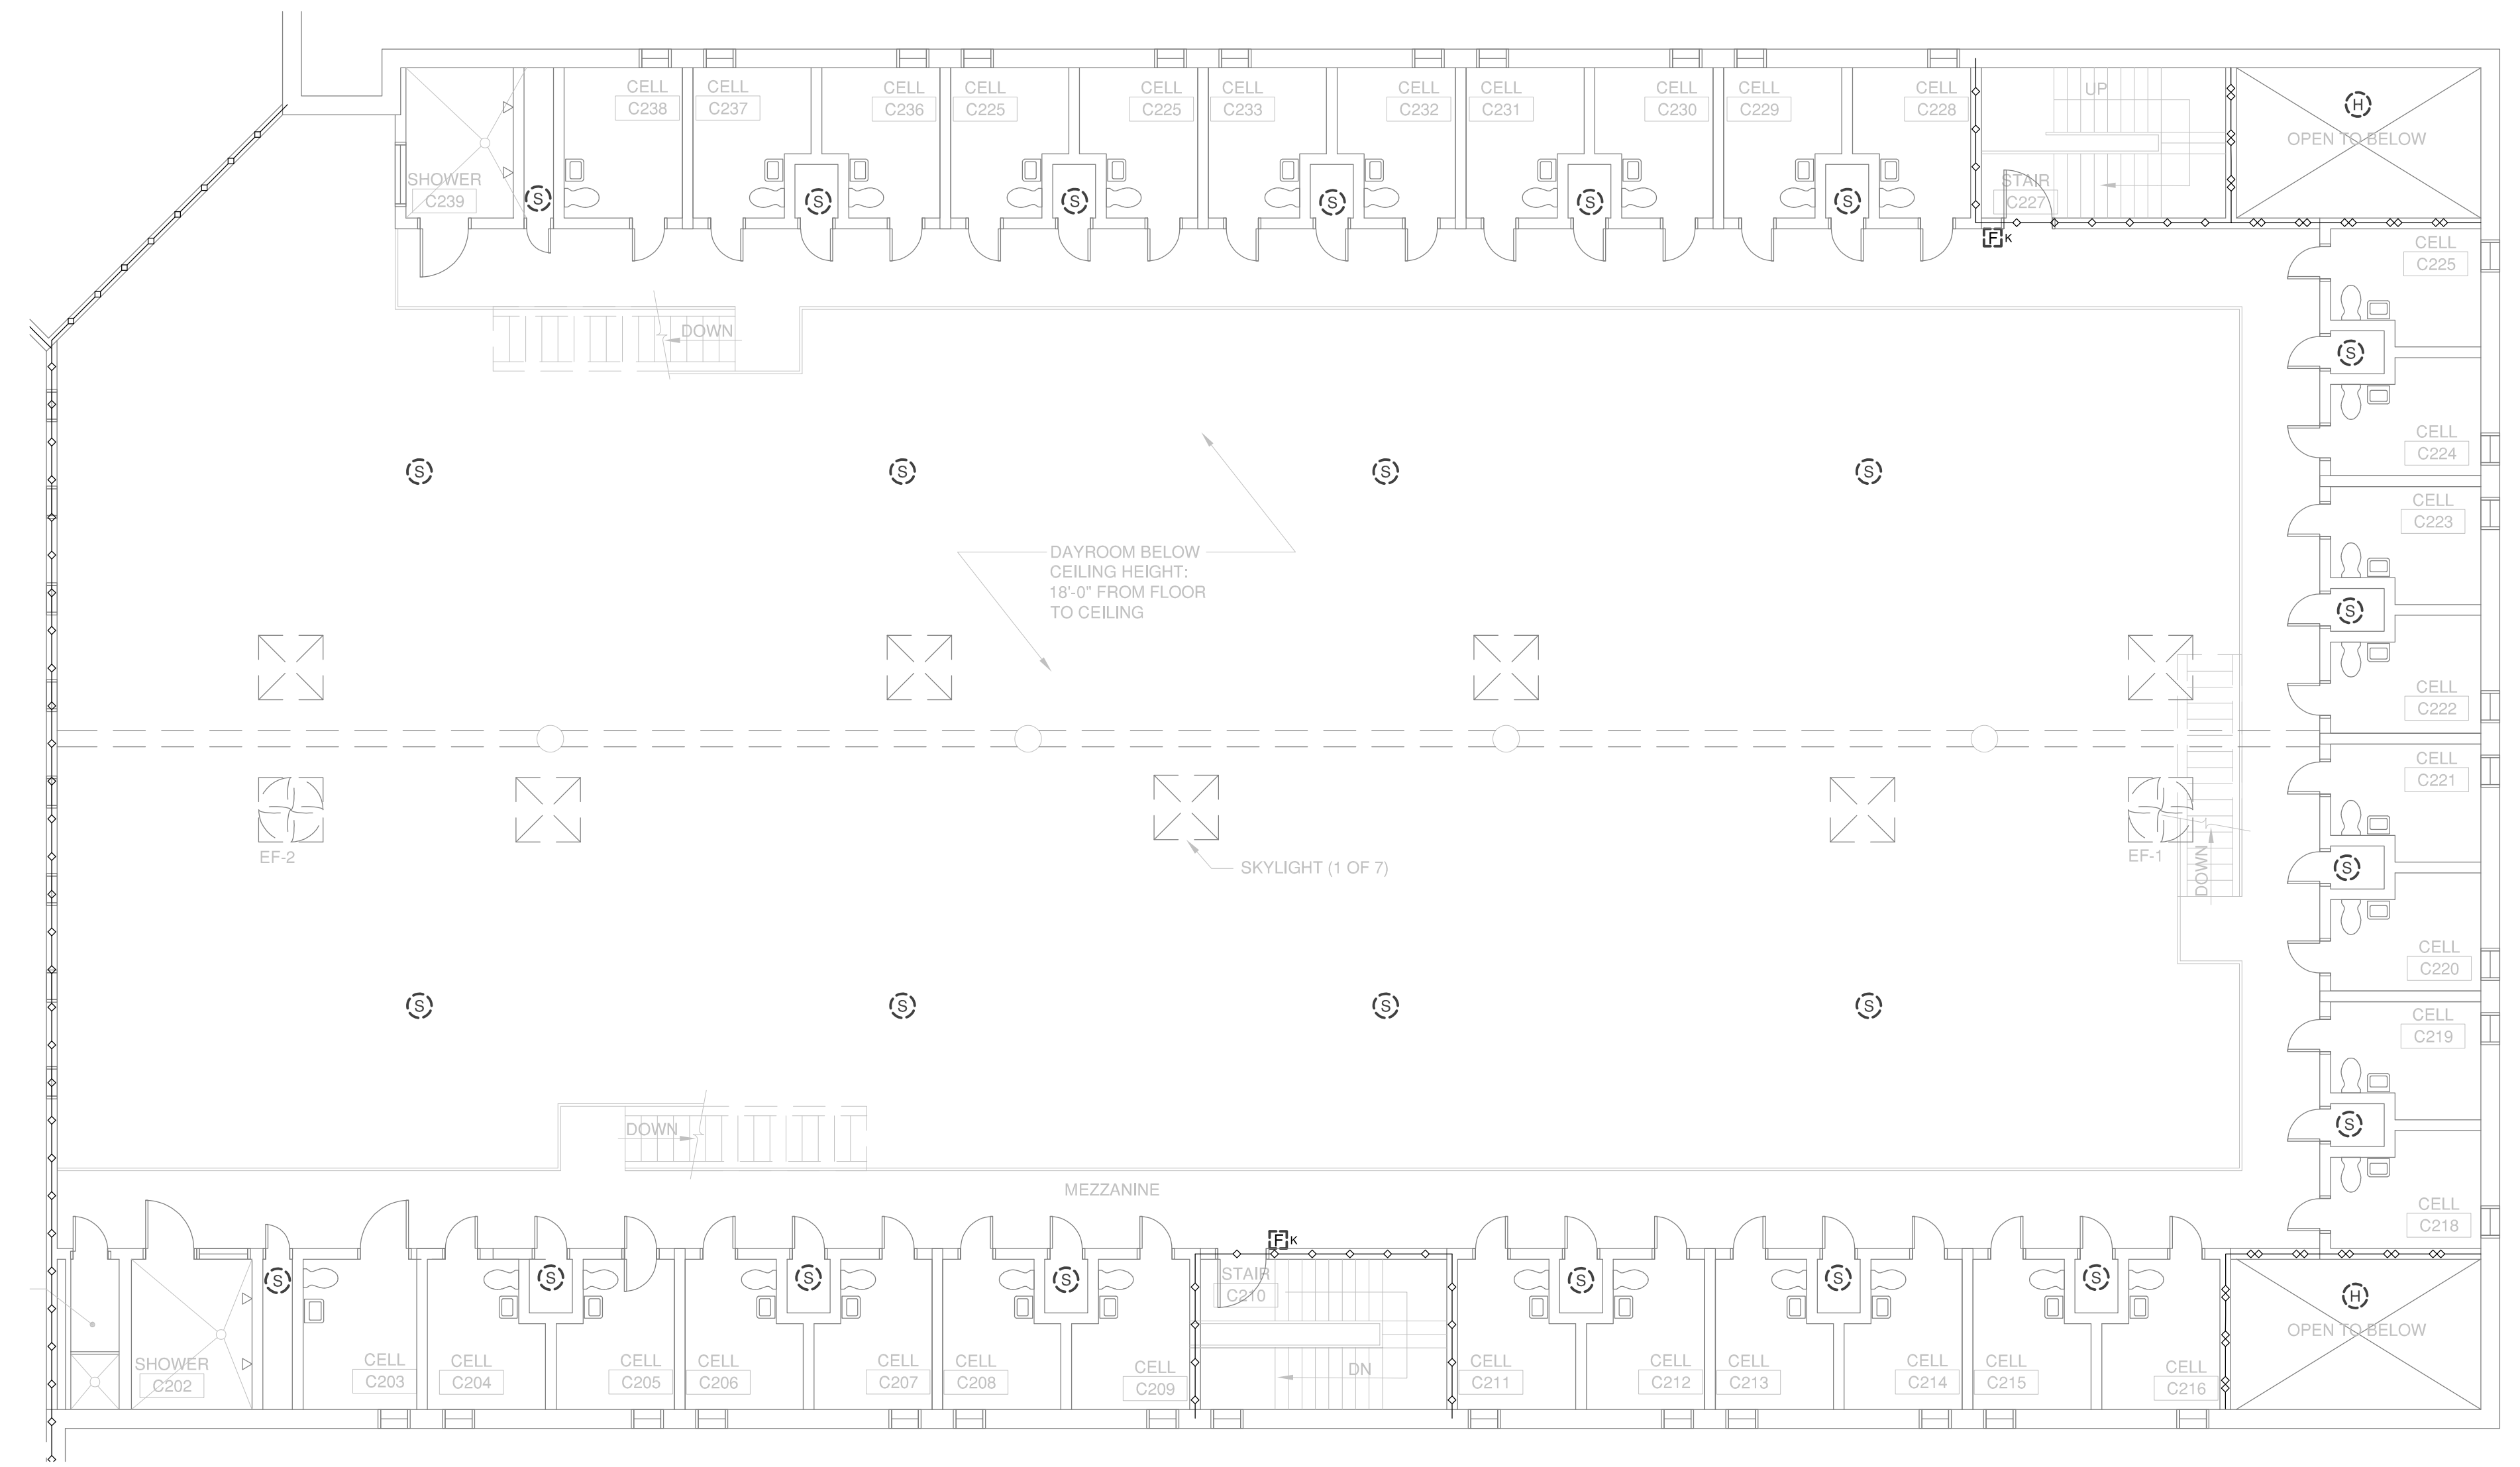 CELL
C238
CELL
C237
CELL
C236
CELL
C225
CELL
C225
CELL
C233
CELL
C232
CELL
C231
CELL
C230
CELL
C229
CELL
C228
UP
H
OPEN TO BELOW
SHOWER
C239
STAIR
C227
S
S
S
S
S
S
F K
CELL
C225
DOWN
S
CELL
C224
S
S
S
S
CELL
C223
DAYROOM BELOW
CEILING HEIGHT:
18'-0" FROM FLOOR
TO CEILING
S
CELL
C222
CELL
C221
EF-2
SKYLIGHT (1 OF 7)
EF-1
DOWN
S
CELL
C220
S
S
S
S
CELL
C219
DOWN
S
MEZZANINE
CELL
C218
F K
S
S
S
S
STAIR
C210
S
S
S
H
OPEN TO BELOW
SHOWER
C202
CELL
C203
CELL
C204
CELL
C205
CELL
C206
CELL
C207
CELL
C208
CELL
C209
DN
CELL
C211
CELL
C212
CELL
C213
CELL
C214
CELL
C215
CELL
C216